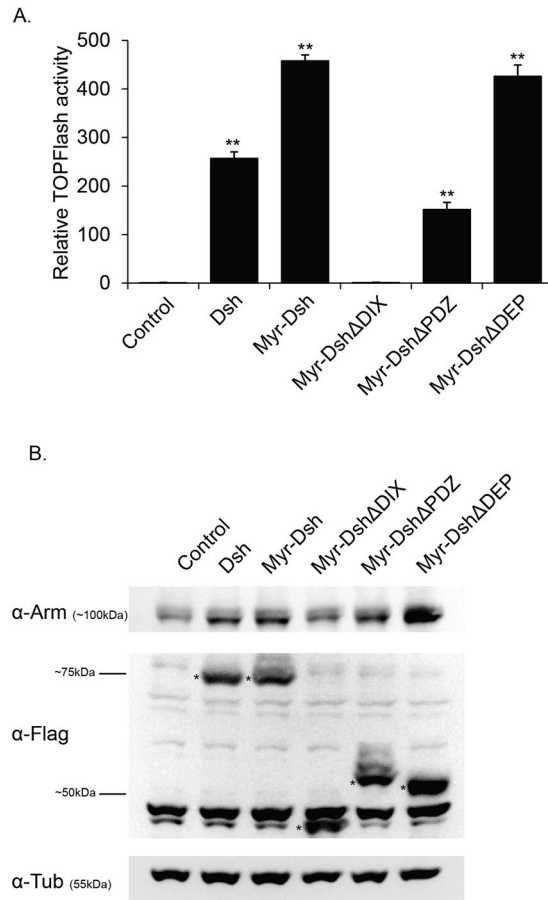 A.
Relative TOPFlash activity
500
400
300
200
100
0
**
**
**
**
Control
Dsh
Myr-Dsh
Myr-DshΔDIX
Myr-DshΔPDZ
Myr-DshΔDEP
B.
Control
Dsh
Myr-Dsh
Myr-DshΔDIX
Myr-DshΔPDZ
Myr-DshΔDEP
α-Arm (~100kDa)
~75kDa
* *
α-Flag
* *
~50kDa
*
α-Tub (55kDa)